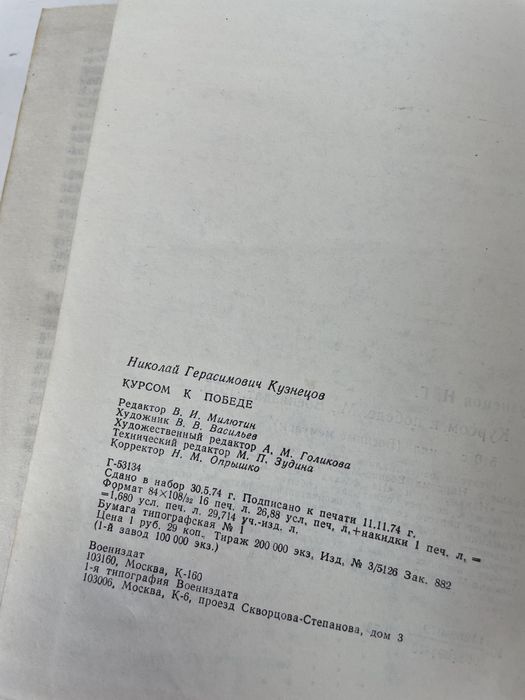 Николай Герасимович Кузнецов
КУРСОМ К ПОБЕДЕ
Редактор В. И. Милютин
Художник В. В. Васильев
Художественный редактор А. М. Голикова
Технический редактор М. П. Зудина
Корректор Н. М. Опрышко
Г-53134
Сдано в набор 30.5.74 г. Подписано к печати 11.11.74 г.
Формат 84×108/32 16 печ. л. 26,88 усл. печ. л.+накидки 1 печ. л, =
=1,680 усл. печ. л. 29,714 уч.-изд. л.
Бумага типографская № 1
Цена 1 руб. 29 коп. Тираж 200 000 экз. Изд. № 3/5126 Зак. 882
(1-й завод 100 000 экз.)
Воениздат
103160, Москва, К-160
1-я типография Воениздата
103006, Москва, К-6, проезд Скворцова-Степанова, дом 3